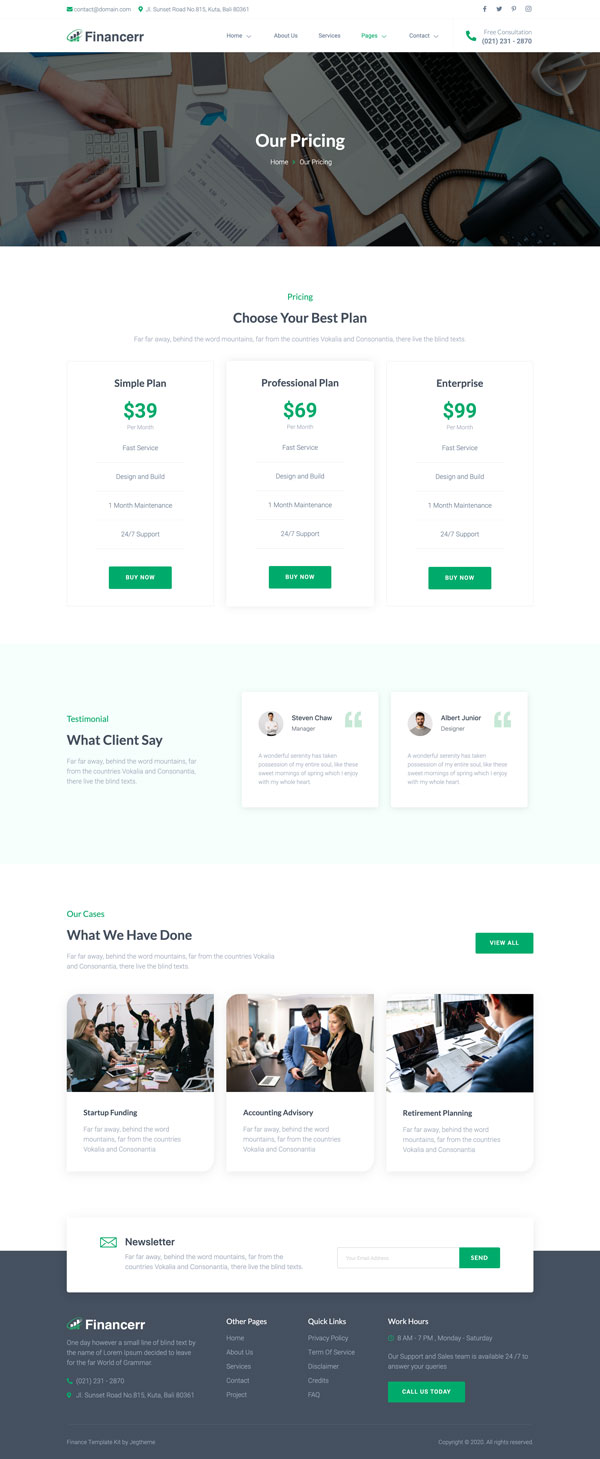 contact@domain.com Jl. Sunset Road No.815, Kuta, Bali 80361
Financerr
Home About Us Services Pages Contact
Free Consultation
(021) 231 - 2870
Our Pricing
Home Our Pricing
Pricing
Choose Your Best Plan
Far far away, behind the word mountains, far from the countries Vokalia and Consonantia, there live the blind texts.
Simple Plan
$39
Per Month
Fast Service
Design and Build
1 Month Maintenance
24/7 Support
BUY NOW
Professional Plan
$69
Per Month
Fast Service
Design and Build
1 Month Maintenance
24/7 Support
BUY NOW
Enterprise
$99
Per Month
Fast Service
Design and Build
1 Month Maintenance
24/7 Support
BUY NOW
Testimonial
What Client Say
Far far away, behind the word mountains, far
from the countries Vokalia and Consonantia,
there live the blind texts.
Steven Chaw
Manager
A wonderful serenity has taken
possession of my entire soul, like these
sweet mornings of spring which I enjoy
with my whole heart.
Albert Junior
Designer
A wonderful serenity has taken
possession of my entire soul, like these
sweet mornings of spring which I enjoy
with my whole heart.
Our Cases
What We Have Done
Far far away, behind the word mountains, far from the countries Vokalia
and Consonantia, there live the blind texts.
VIEW ALL
Startup Funding
Far far away, behind the word
mountains, far from the countries
Vokalia and Consonantia
Accounting Advisory
Far far away, behind the word
mountains, far from the countries
Vokalia and Consonantia
Retirement Planning
Far far away, behind the word
mountains, far from the countries
Vokalia and Consonantia
Newsletter
Far far away, behind the word mountains, far from the
countries Vokalia and Consonantia, there live the blind texts.
Your Email Address
SEND
Financerr
One day however a small line of blind text by
the name of Lorem Ipsum decided to leave
for the far World of Grammar.
(021) 231 - 2870
Jl. Sunset Road No.815, Kuta, Bali 80361
Other Pages
Home
About Us
Services
Contact
Project
Quick Links
Privacy Policy
Term Of Service
Disclaimer
Credits
FAQ
Work Hours
8 AM - 7 PM , Monday - Saturday
Our Support and Sales team is available 24 /7 to
answer your queries
CALL US TODAY
Finance Template Kit by Jegtheme
Copyright © 2020. All rights reserved.